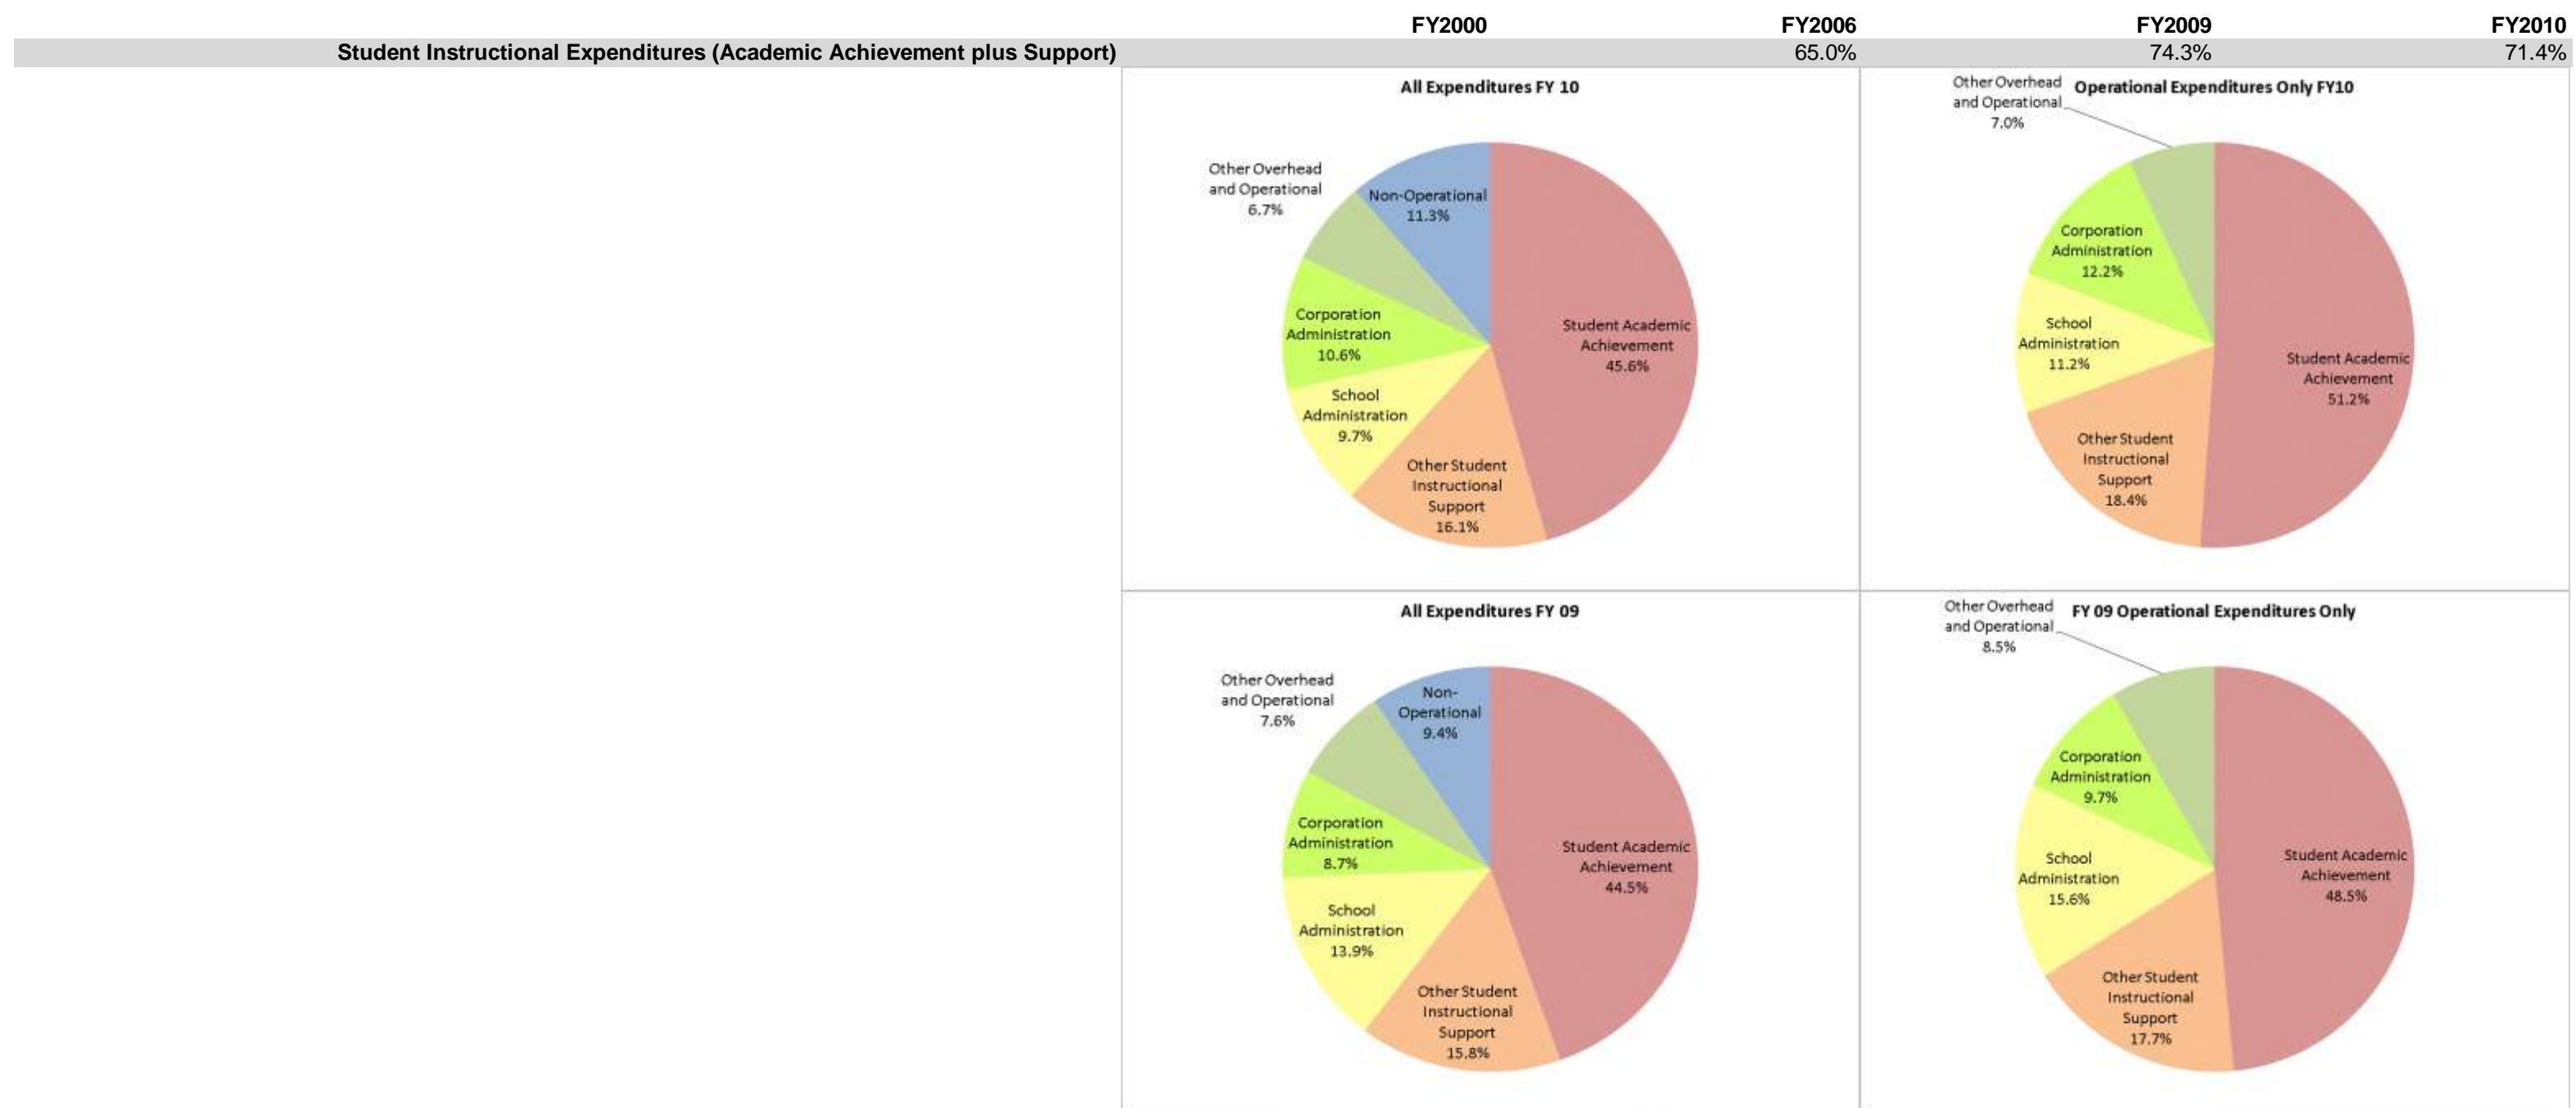 FY2000 FY2006 FY2009 FY2010
Student Instructional Expenditures (Academic Achievement plus Support) 65.0% 74.3% 71.4%
All Expenditures FY 10
Other Overhead
and Operational
6.7%
Non-Operational
11.3%
Corporation
Administration
10.6%
School
Administration
9.7%
Other Student
Instructional
Support
16.1%
Student Academic
Achievement
45.6%
Operational Expenditures Only FY10
Other Overhead
and Operational
7.0%
Corporation
Administration
12.2%
School
Administration
11.2%
Other Student
Instructional
Support
18.4%
Student Academic
Achievement
51.2%
All Expenditures FY 09
Other Overhead
and Operational
7.6%
Non-
Operational
9.4%
Corporation
Administration
8.7%
School
Administration
13.9%
Other Student
Instructional
Support
15.8%
Student Academic
Achievement
44.5%
FY 09 Operational Expenditures Only
Other Overhead
and Operational
8.5%
Corporation
Administration
9.7%
School
Administration
15.6%
Other Student
Instructional
Support
17.7%
Student Academic
Achievement
48.5%